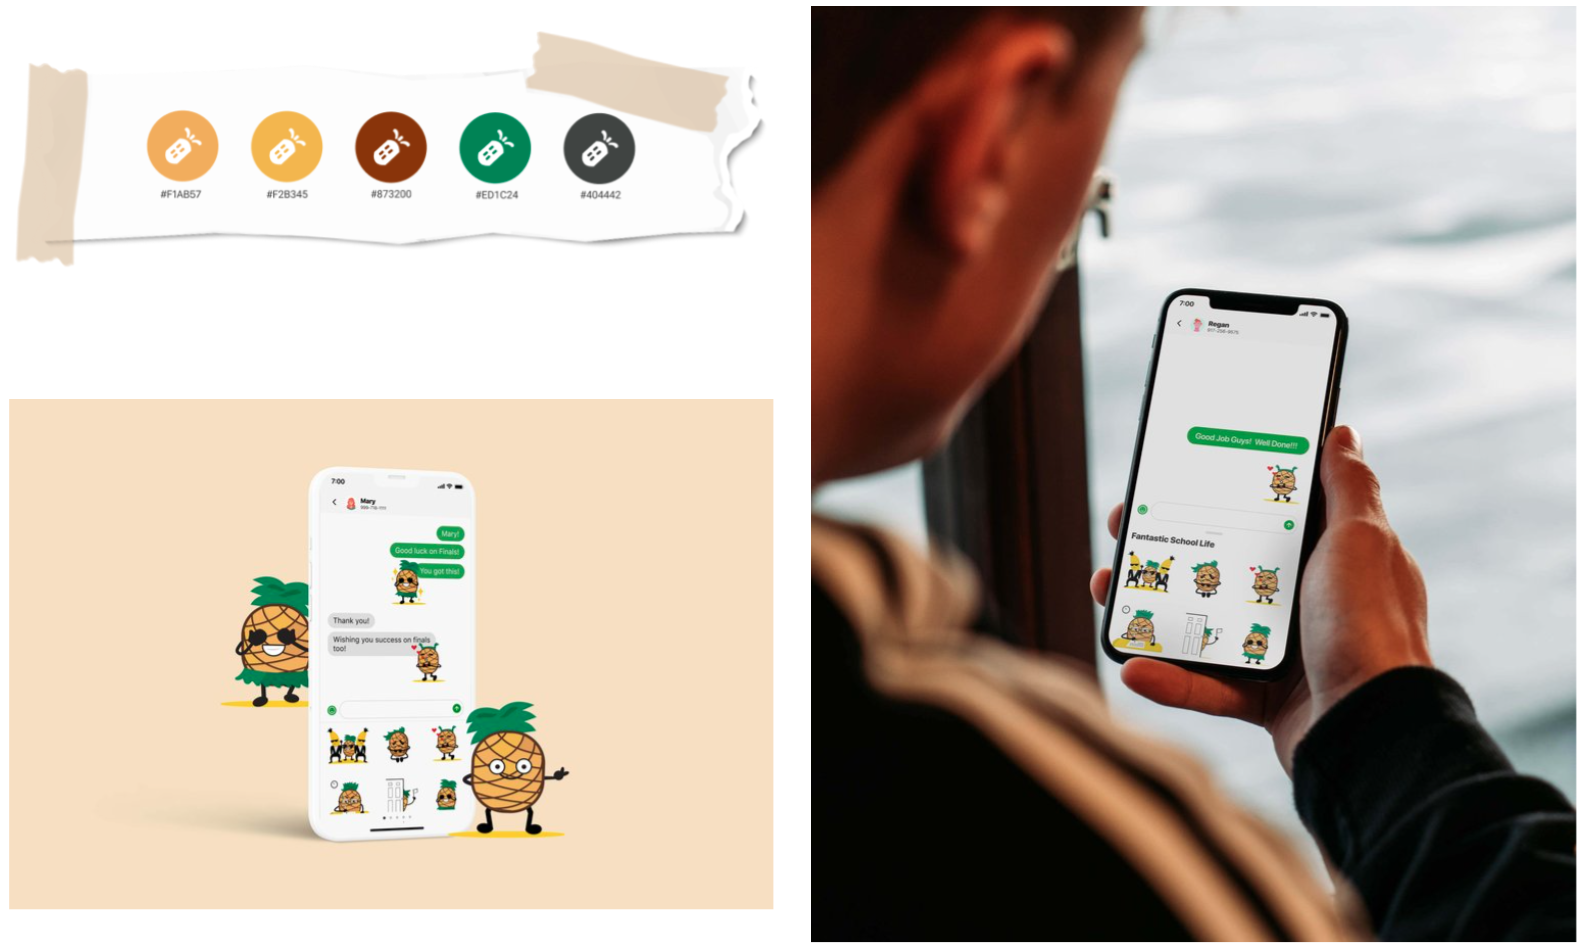 #F1AB57
#F2B345
#873200
#ED1C24
#404442
7:00
Mary
Mary!
Good luck on Finals!
You got this!
Thank you!
Wishing you success on finals
too!
7:00
Regan
Good Job Guys! Well Done!!!
Fantastic School Life